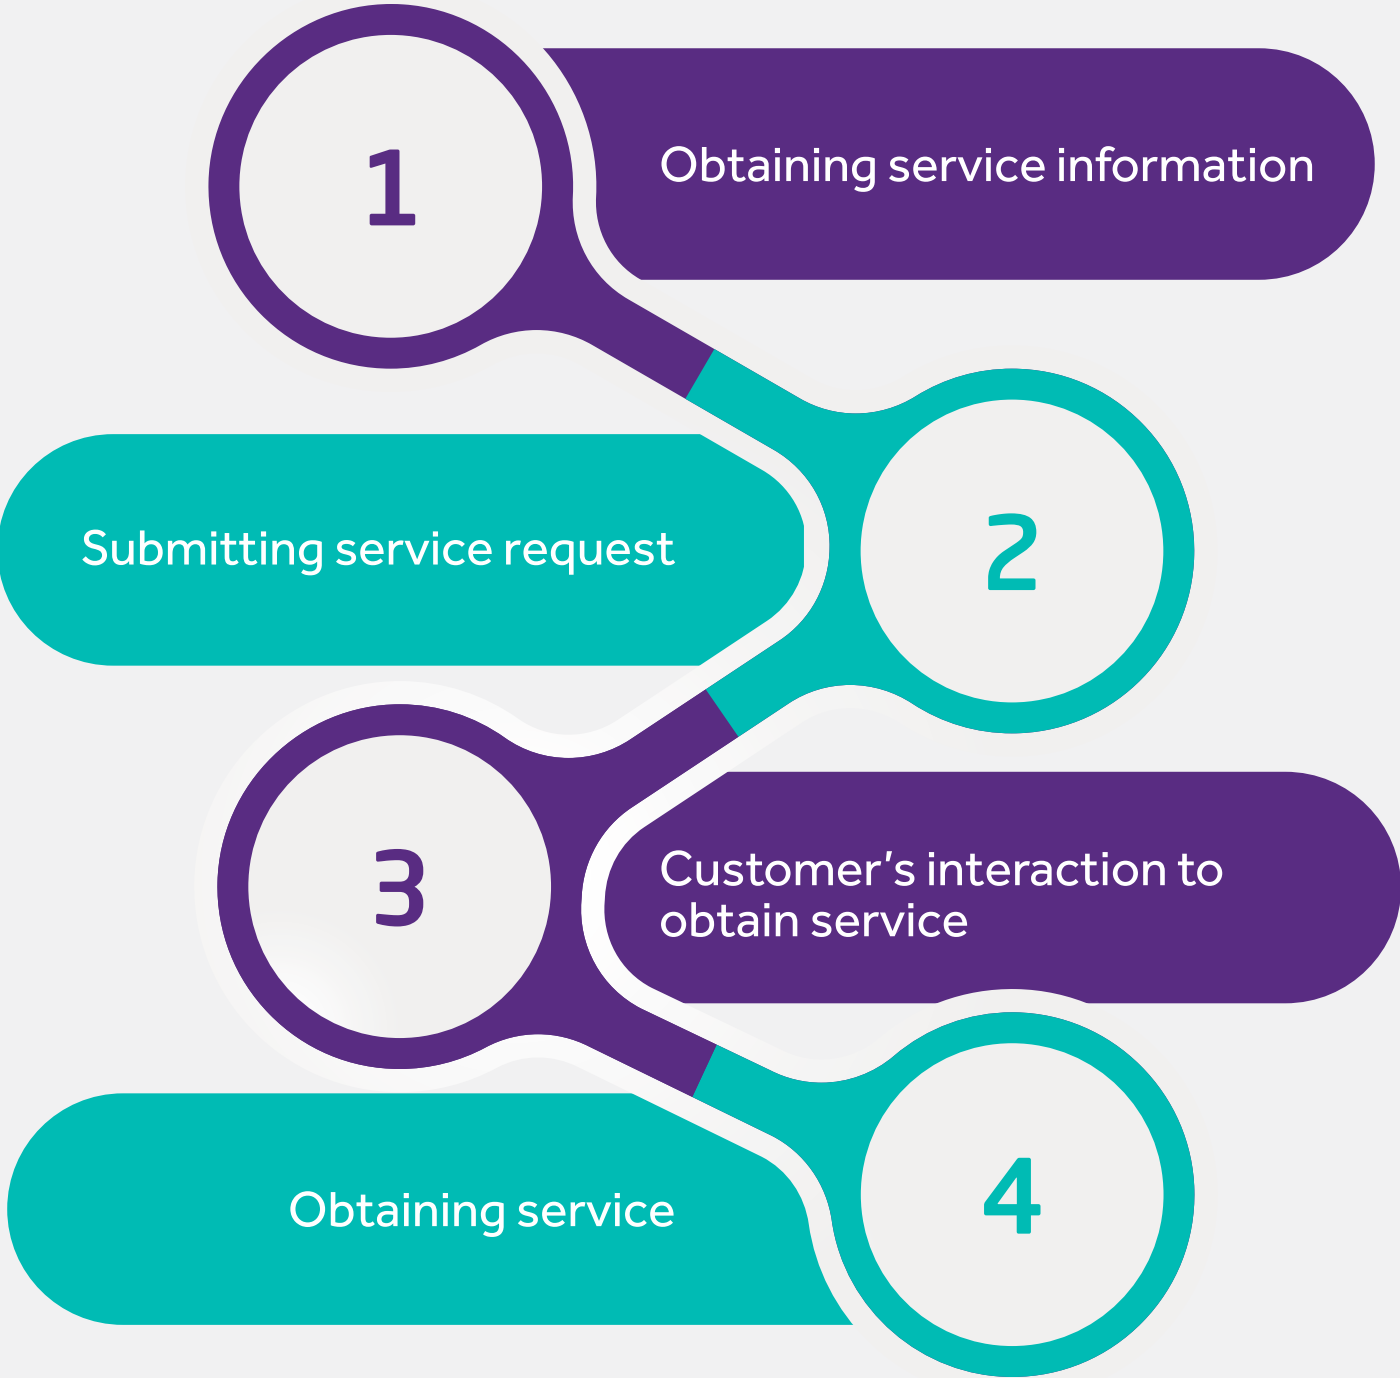 1
Obtaining service information
Submitting service request
2
3
Customer’s interaction to
obtain service
Obtaining service
4